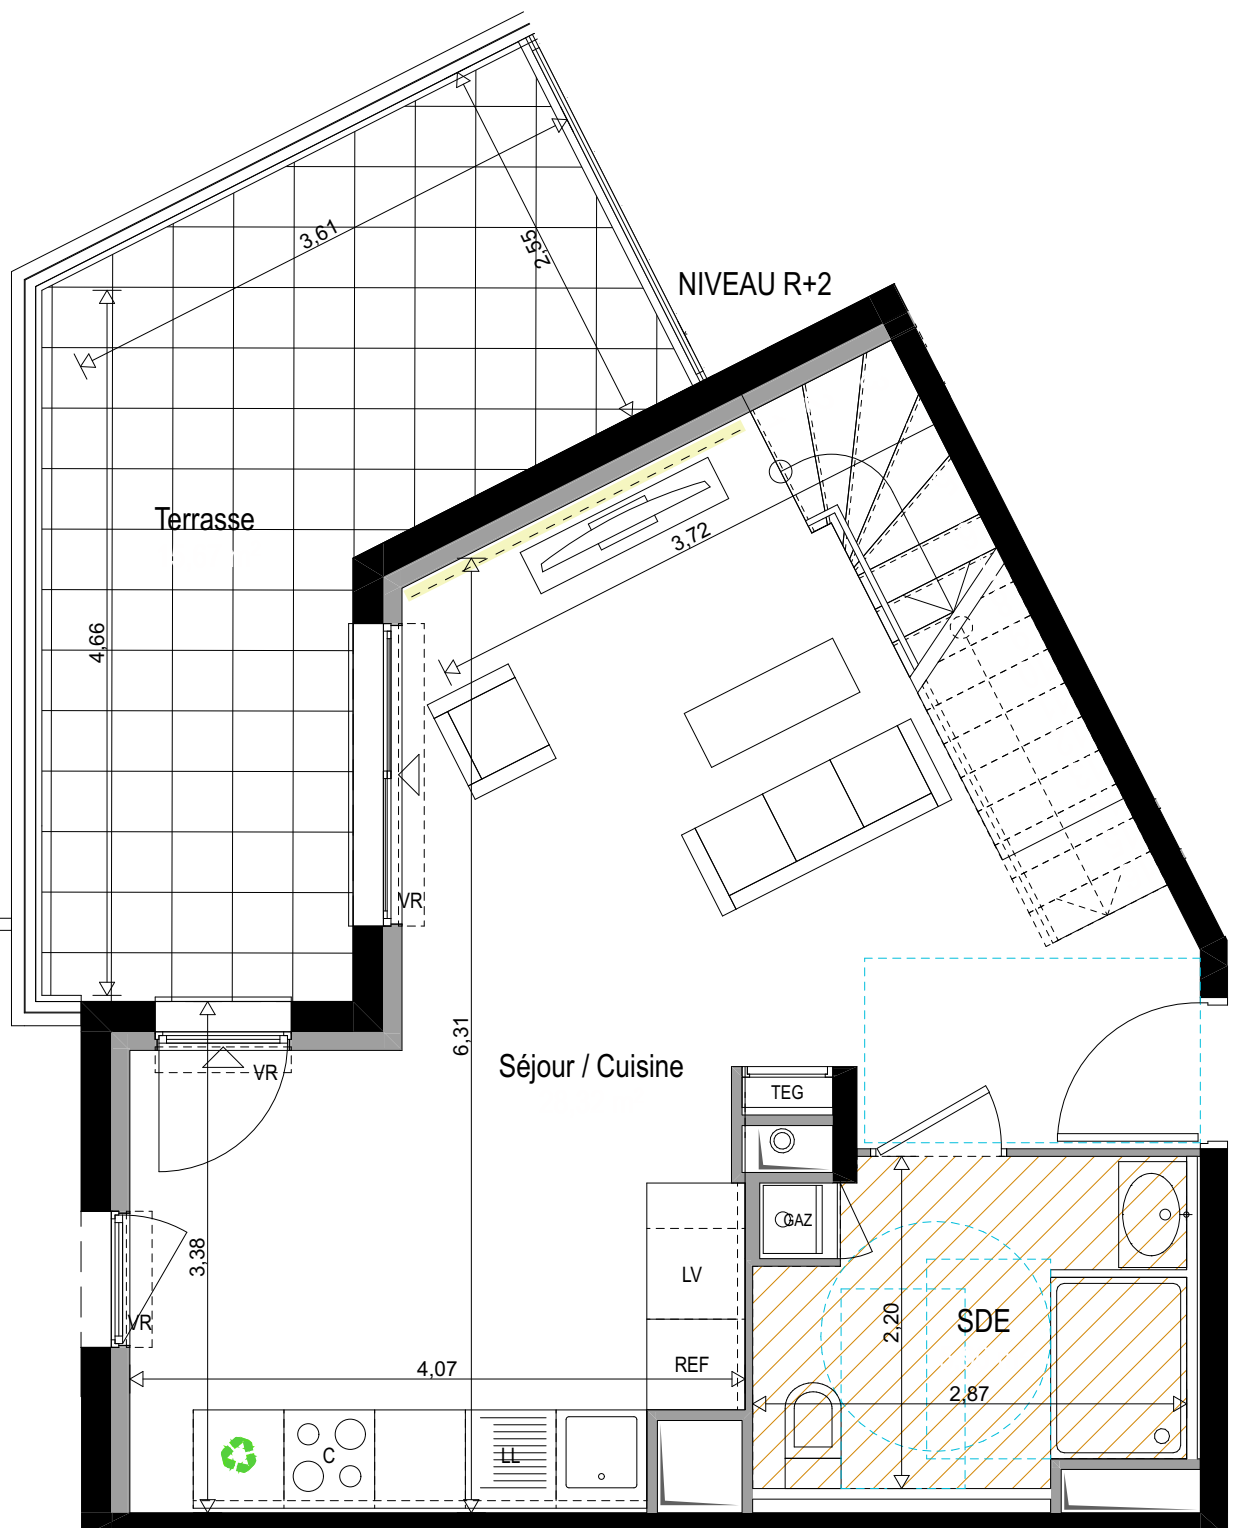 3,61
2,55
NIVEAU R+2
Terrasse
3,72
4,66
VR
6,31
Séjour / Cuisine
VR
TEG
GAZ
3,38
LV
VR
2,20
SDE
REF
4,07
2,87
C
LL